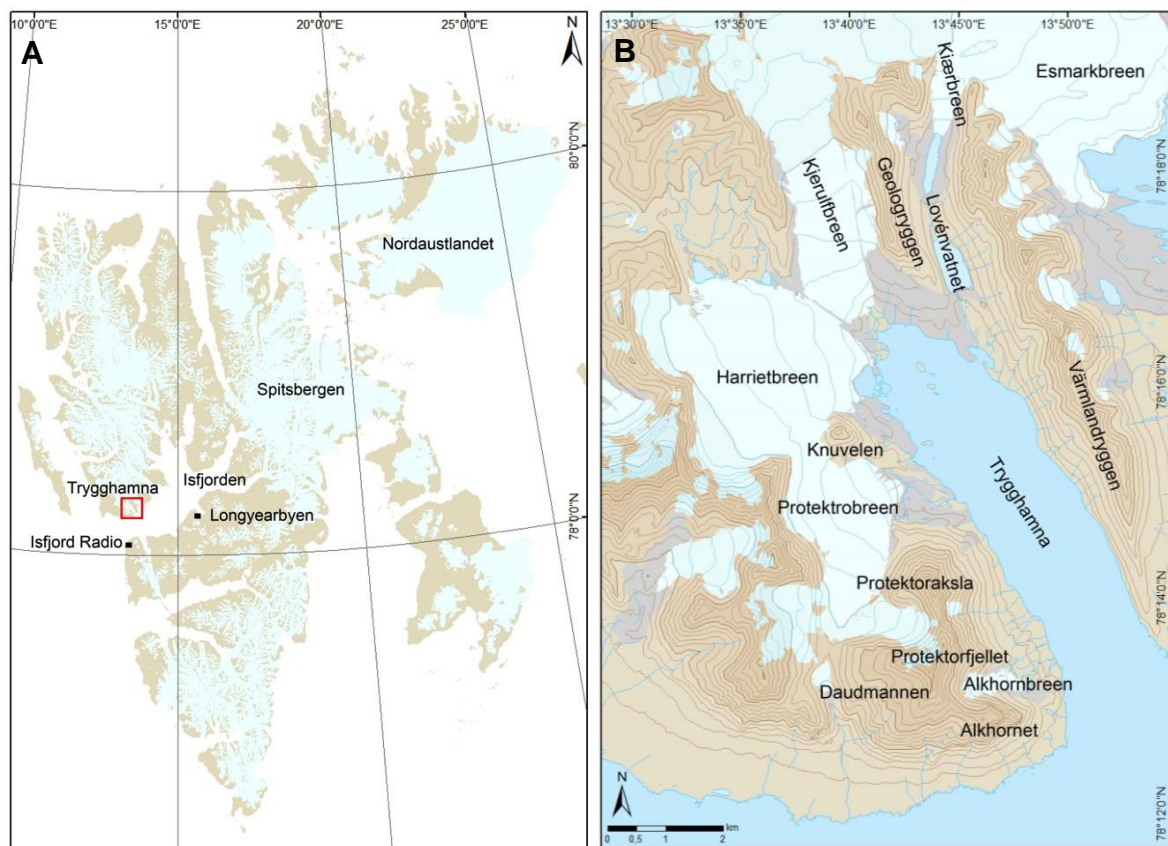 10°0'0"E
15°0'0"E
20°0'0"E
25°0'0"E
N
A
80°0'0"N
Nordaustlandet
Spitsbergen
Trygghamna
Isfjorden
Longyearbyen
78°0'0"N
Isfjord Radio
13°30'0"E
13°35'0"E
13°40'0"E
13°45'0"E
13°50'0"E
B
Kiærbreen
Esmarkbreen
78°18'0"N
Kjerulfbreen
Geologryggen
Lovénvatnet
78°16'0"N
Harrietbreen
Värmlandryggen
Knuvelen
Trygghamna
Protektrobreen
Protektoraksla
78°14'0"N
Protektorfjellet
Daudmannen
Alkhornbreen
Alkhornet
N
km
0 0,5 1 2
78°12'0"N